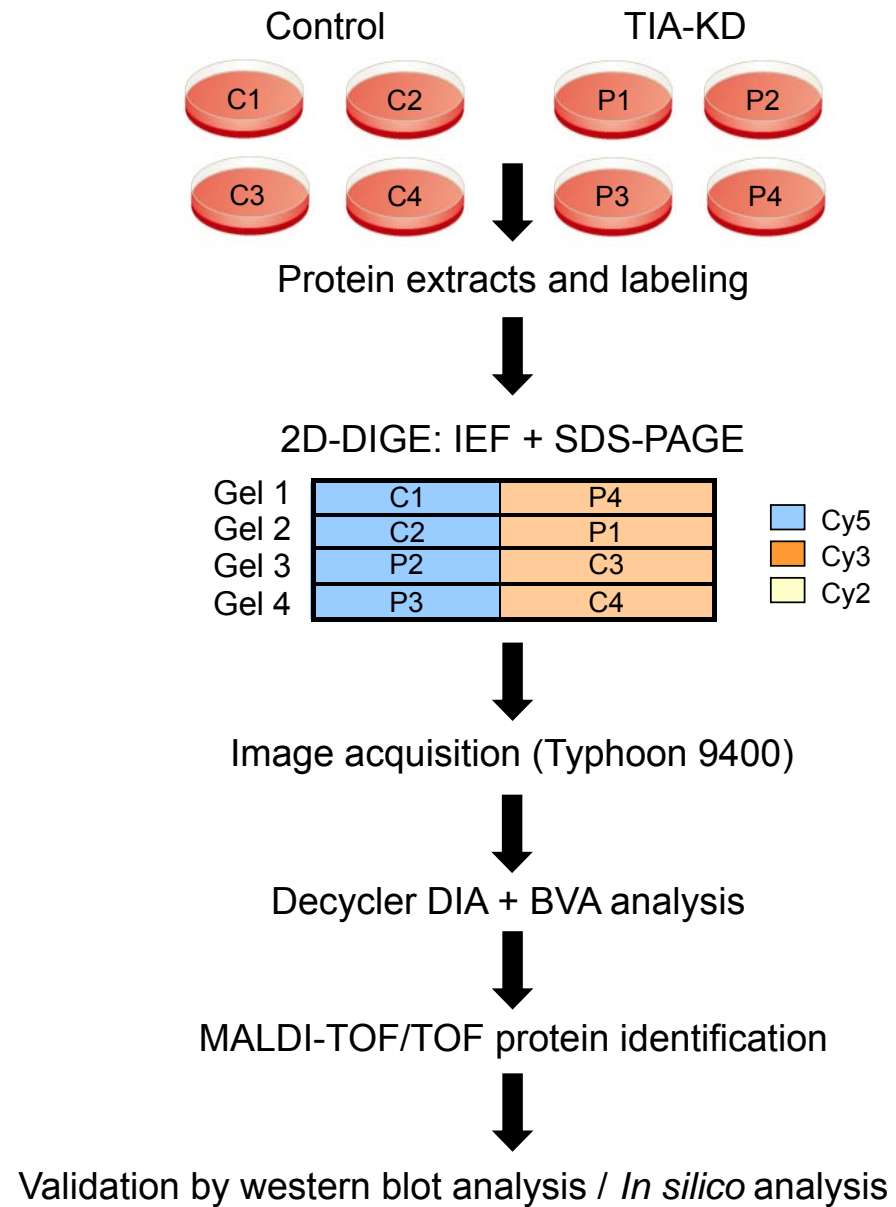 Control TIA-KD
C1 C2 P1 P2
C3 C4 P3 P4
Protein extracts and labeling
2D-DIGE: IEF + SDS-PAGE
Gel 1 C1 P4
Gel 2 C2 P1
Gel 3 P2 C3
Gel 4 P3 C4
Cy5
Cy3
Cy2
Image acquisition (Typhoon 9400)
Decycler DIA + BVA analysis
MALDI-TOF/TOF protein identification
Validation by western blot analysis / In silico analysis